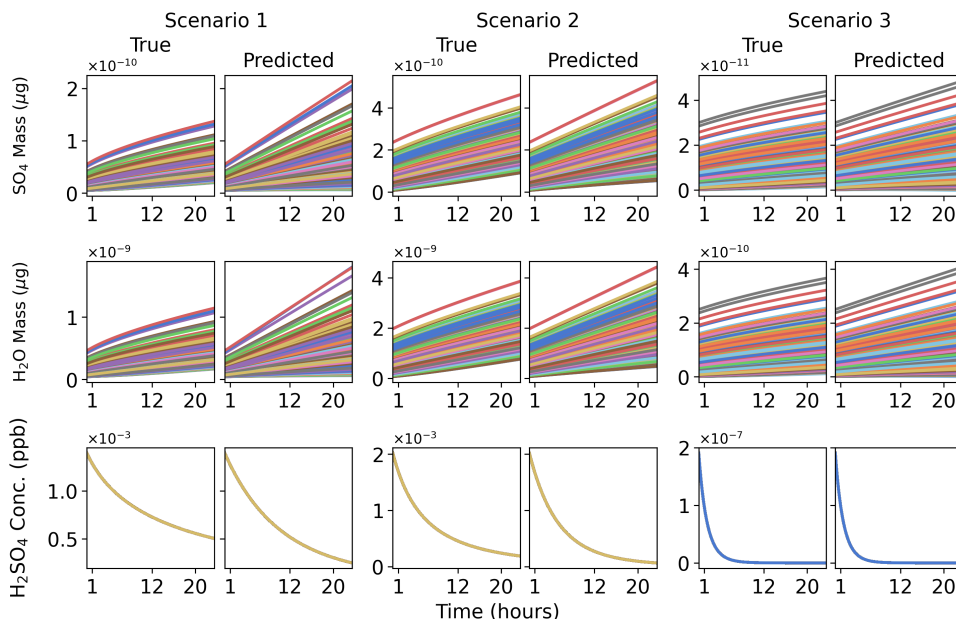 Scenario 1 Scenario 2 Scenario 3
True Predicted True Predicted True Predicted
×10⁻¹⁰ ×10⁻¹⁰ ×10⁻¹¹
SO₄ Mass (μg)
2
1
0
4
2
0
4
2
0
1 12 20 1 12 20 1 12 20 1 12 20 1 12 20 1 12 20
×10⁻⁹ ×10⁻⁹ ×10⁻¹⁰
H₂O Mass (μg)
1
0
4
2
0
4
2
0
1 12 20 1 12 20 1 12 20 1 12 20 1 12 20 1 12 20
×10⁻³ ×10⁻³ ×10⁻⁷
H₂SO₄ Conc. (ppb)
1.0
0.5
2
1
0
2
1
0
1 12 20 1 12 20 1 12 20 1 12 20 1 12 20 1 12 20
Time (hours)